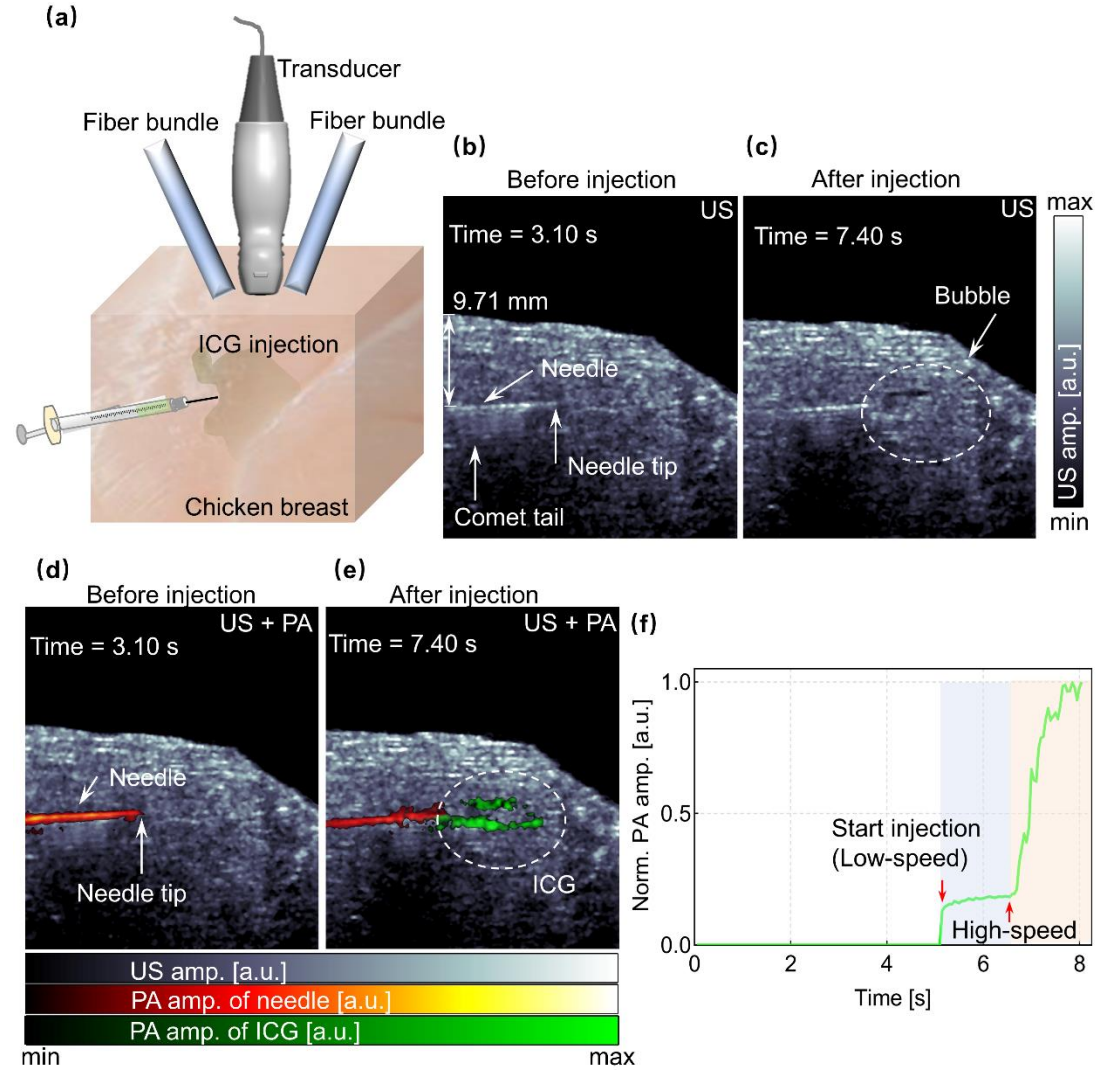 (a)
Transducer
Fiber bundle
Fiber bundle
ICG injection
Chicken breast
(b)
Before injection
US
Time = 3.10 s
9.71 mm
Needle
Needle tip
Comet tail
(c)
After injection
US
Time = 7.40 s
Bubble
max
US amp. [a.u.]
min
(d)
Before injection
US + PA
Time = 3.10 s
Needle
Needle tip
(e)
After injection
US + PA
Time = 7.40 s
ICG
US amp. [a.u.]
PA amp. of needle [a.u.]
PA amp. of ICG [a.u.]
min
max
(f)
Norm. PA amp. [a.u.]
1.0
0.5
0.0
Start injection
(Low-speed)
High-speed
0
2
4
6
8
Time [s]